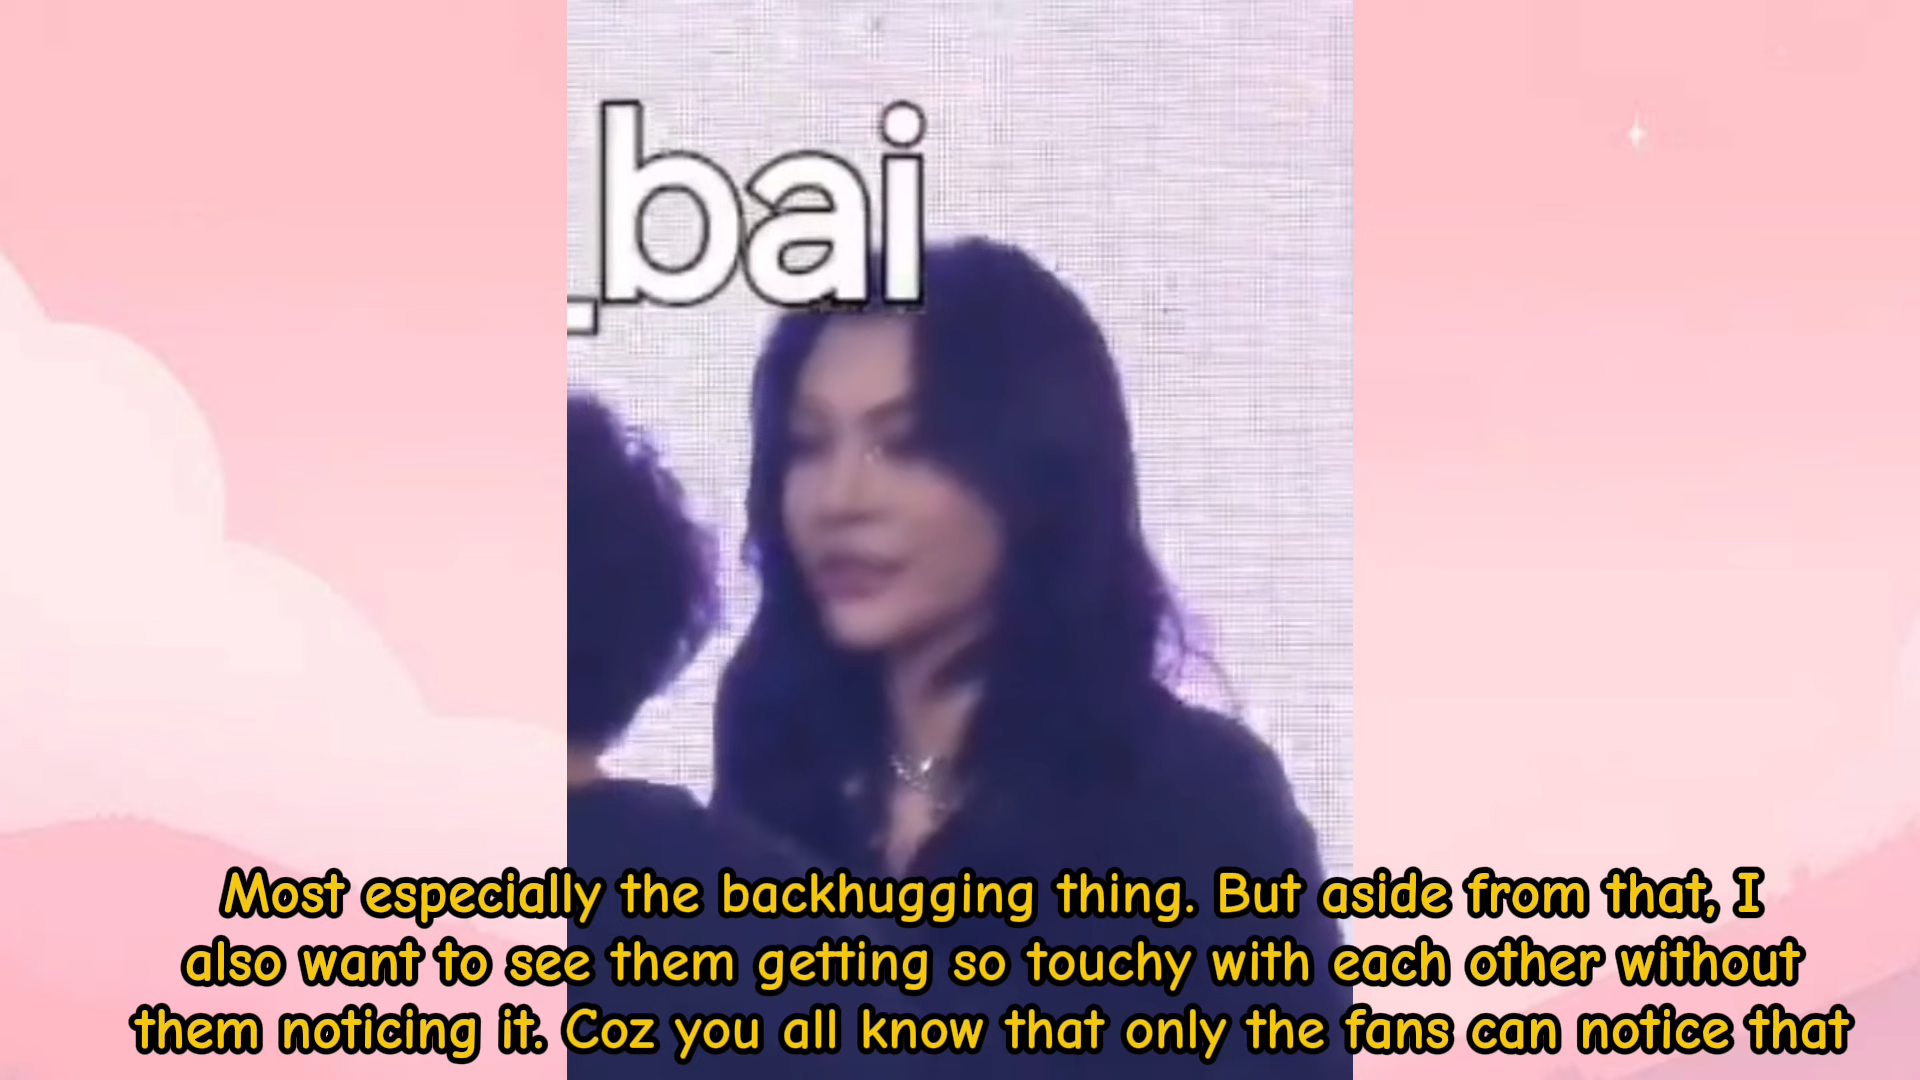 _bai
Most especially the backhugging thing. But aside from that, I
also want to see them getting so touchy with each other without
them noticing it. Coz you all know that only the fans can notice that